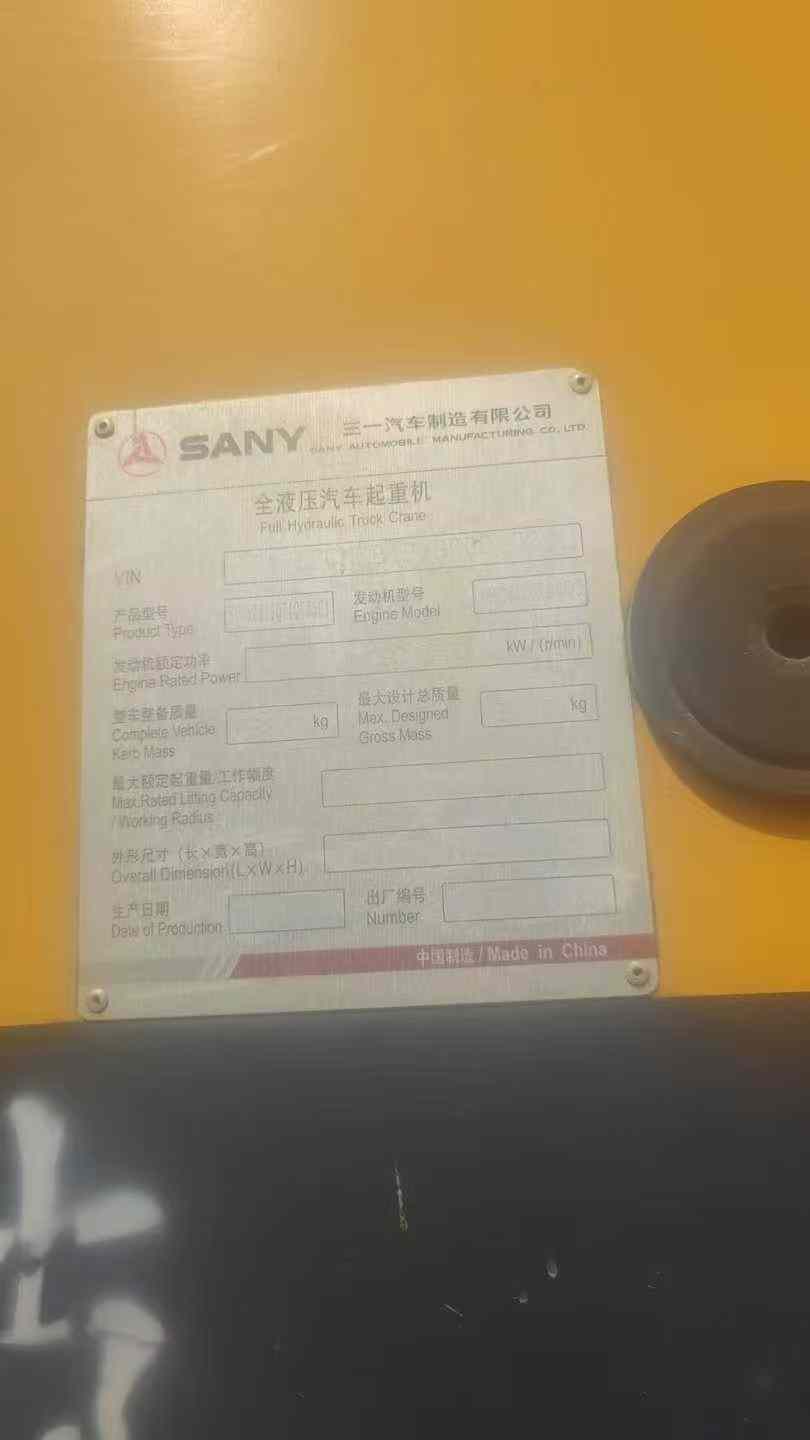 SANY 三一汽车制造有限公司
SANY AUTOMOBILE MANUFACTURING CO., LTD.
全液压汽车起重机
Full Hydraulic Truck Crane
VIN
产品型号 发动机型号
Product Type Engine Model
发动机额定功率 kW / (r/min)
Engine Rated Power
整车整备质量 kg 最大设计总质量 kg
Complete Vehicle Max. Designed
Kerb Mass Gross Mass
最大额定起重量/工作幅度
Max.Rated Lifting Capacity
/ Working Radius
外形尺寸（长×宽×高）
Overall Dimension(L×W×H)
生产日期 出厂编号
Date of Production Number
中国制造 / Made in China